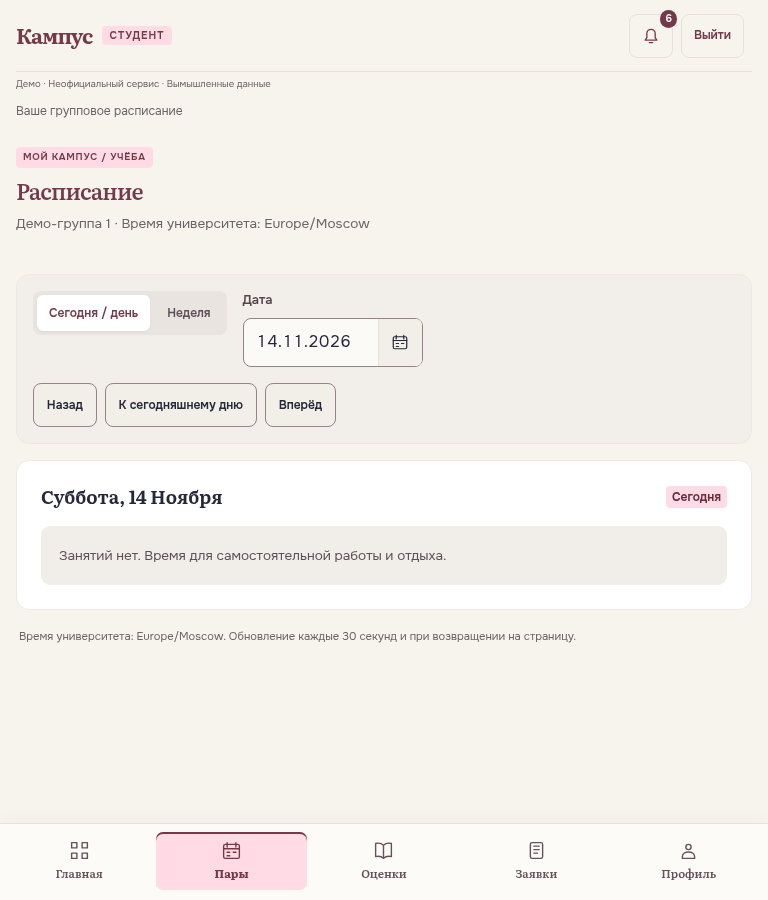 Кампус СТУДЕНТ
6
Выйти
Демо · Неофициальный сервис · Вымышленные данные
Ваше групповое расписание
МОЙ КАМПУС / УЧЁБА
Расписание
Демо-группа 1 · Время университета: Europe/Moscow
Сегодня / день Неделя
Дата
14.11.2026
Назад К сегодняшнему дню Вперёд
Суббота, 14 Ноября Сегодня
Занятий нет. Время для самостоятельной работы и отдыха.
Время университета: Europe/Moscow. Обновление каждые 30 секунд и при возвращении на страницу.
Главная Пары Оценки Заявки Профиль